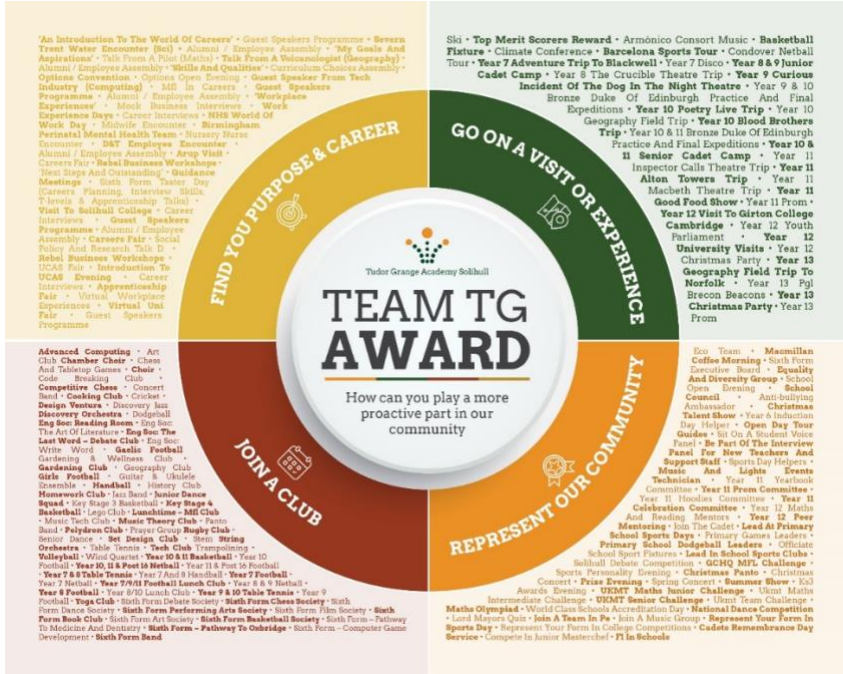 'An Introduction To The World Of Careers' • Guest Speakers Programme • Severn
Trent Water Encounter (Sci) • Alumni / Employee Assembly • 'My Goals And
Aspirations' • Talk From A Pilot (Maths) • Talk From A Volcanologist (Geography) •
Alumni / Employee Assembly • 'Skills And Qualities' • Curriculum Choices Assembly •
Options Convention • Options Open Evening • Guest Speaker From Tech
Industry (Computing) • Mfl In Careers • Guest Speakers
Programme • Alumni / Employee Assembly • 'Workplace
Experiences' • Mock Business Interviews • Work
Experience Days • Career Interviews • NHS World Of
Work Day • Midwife Encounter • Birmingham
Perinatal Mental Health Team • Nursery Nurse
Encounter • D&T Employee Encounter •
Alumni / Employee Assembly • Arup Visit •
Careers Fair • Rebel Business Workshops •
'Next Steps And Outstanding' • Guidance
Meetings • Sixth Form Taster Day
(Careers Planning, Interview Skills,
T-levels & Apprenticeship Talks) •
Visit To Solihull College • Career
Interviews • Guest Speakers
Programme • Alumni / Employee
Assembly • Careers Fair • Social
Policy And Research Talk D •
Rebel Business Workshops •
UCAS Fair • Introduction To
UCAS Evening • Career
Interviews • Apprenticeship
Fair • Virtual Workplace
Experiences • Virtual Uni
Fair • Guest Speakers
Programme
FIND YOU PURPOSE & CAREER
Ski • Top Merit Scorers Reward • Armónico Consort Music • Basketball
Fixture • Climate Conference • Barcelona Sports Tour • Condover Netball
Tour • Year 7 Adventure Trip To Blackwell • Year 7 Disco • Year 8 & 9 Junior
Cadet Camp • Year 8 The Crucible Theatre Trip • Year 9 Curious
Incident Of The Dog In The Night Theatre • Year 9 & 10
Bronze Duke Of Edinburgh Practice And Final
Expeditions • Year 10 Poetry Live Trip • Year 10
Geography Field Trip • Year 10 Blood Brothers
Trip • Year 10 & 11 Bronze Duke Of Edinburgh
Practice And Final Expeditions • Year 10 &
11 Senior Cadet Camp • Year 11
Inspector Calls Theatre Trip • Year 11
Alton Towers Trip • Year 11
Macbeth Theatre Trip • Year 11
Good Food Show • Year 11 Prom •
Year 12 Visit To Girton College
Cambridge • Year 12 Youth
Parliament • Year 12
University Visits • Year 12
Christmas Party • Year 13
Geography Field Trip To
Norfolk • Year 13 Pgl
Brecon Beacons • Year 13
Christmas Party • Year 13
Prom
GO ON A VISIT OR EXPERIENCE
Tudor Grange Academy Solihull
TEAM TG
AWARD
How can you play a more
proactive part in our
community
Advanced Computing • Art
Club Chamber Choir • Chess
And Tabletop Games • Choir •
Code Breaking Club •
Competitive Chess • Concert
Band • Cooking Club • Cricket •
Design Ventura • Discovery Jazz
Discovery Orchestra • Dodgeball
Eng Soc: Reading Room • Eng Soc:
The Art Of Literature • Eng Soc: The
Last Word – Debate Club • Eng Soc:
Write Word • Gaelic Football
Gardening & Wellness Club •
Gardening Club • Geography Club
Girls Football • Guitar & Ukulele
Ensemble • Handball • History Club
Homework Club • Jazz Band • Junior Dance
Squad • Key Stage 3 Basketball • Key Stage 4
Basketball • Lego Club • Lunchtime – Mfl Club
• Music Tech Club • Music Theory Club • Panto
Band • Polydron Club • Prayer Group Rugby Club •
Senior Dance • Set Design Club • Stem String
Orchestra • Table Tennis • Tech Club Trampolining •
Volleyball • Wind Quartet • Year 10 & 11 Basketball • Year 10
Football • Year 10, 11 & Post 16 Netball • Year 11 & Post 16 Football
• Year 7 & 8 Table Tennis • Year 7 And 8 Handball • Year 7 Football •
Year 7 Netball • Year 7/9/11 Football Lunch Club • Year 8 & 9 Netball •
Year 8 Football • Year 8/10 Lunch Club • Year 9 & 10 Table Tennis • Year 9
Football • Yoga Club • Sixth Form Debate Society • Sixth Form Chess Society • Sixth
Form Dance Society • Sixth Form Performing Arts Society • Sixth Form Film Society • Sixth
Form Book Club • Sixth Form Art Society • Sixth Form Basketball Society • Sixth Form – Pathway
To Medicine And Dentistry • Sixth Form – Pathway To Oxbridge • Sixth Form – Computer Game
Development • Sixth Form Band
JOIN A CLUB
Eco Team • Macmillan
Coffee Morning • Sixth Form
Executive Board • Equality
And Diversity Group • School
Open Evening • School
Council • Anti-bullying
Ambassador • Christmas
Talent Show • Year 6 Induction
Day Helper • Open Day Tour
Guides • Sit On A Student Voice
Panel • Be Part Of The Interview
Panel For New Teachers And
Support Staff • Sports Day Helpers •
Music And Lights Events
Technician • Year 11 Yearbook
Committee • Year 11 Prom Committee •
Year 11 Hoodies Committee • Year 11
Celebration Committee • Year 12 Maths
And Reading Mentors • Year 12 Peer
Mentoring • Join The Cadet • Lead At Primary
School Sports Days • Primary Games Leaders •
Primary School Dodgeball Leaders • Officiate
School Sport Fixtures • Lead In School Sports Clubs •
Solihull Debate Competition • GCHQ MFL Challenge •
Sports Personality Evening • Christmas Panto • Christmas
Concert • Prize Evening • Spring Concert • Summer Show • Ks3
Awards Evening • UKMT Maths Junior Challenge • Ukmt Maths
Intermediate Challenge • UKMT Senior Challenge • Ukmt Team Challenge •
Maths Olympiad • World Class Schools Accreditation Day • National Dance Competition
• Lord Mayors Quiz • Join A Team In Pe • Join A Music Group • Represent Your Form In
Sports Day • Represent Your Form In College Competitions • Cadets Remembrance Day
Service • Compete In Junior Masterchef • F1 In Schools
REPRESENT OUR COMMUNITY